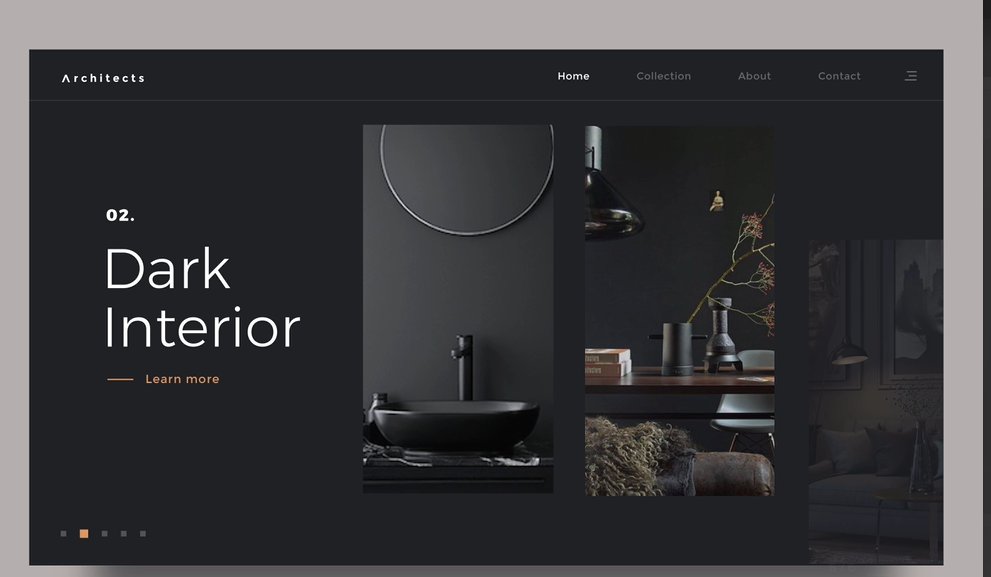 Architects
Home Collection About Contact
02.
Dark
Interior
Learn more